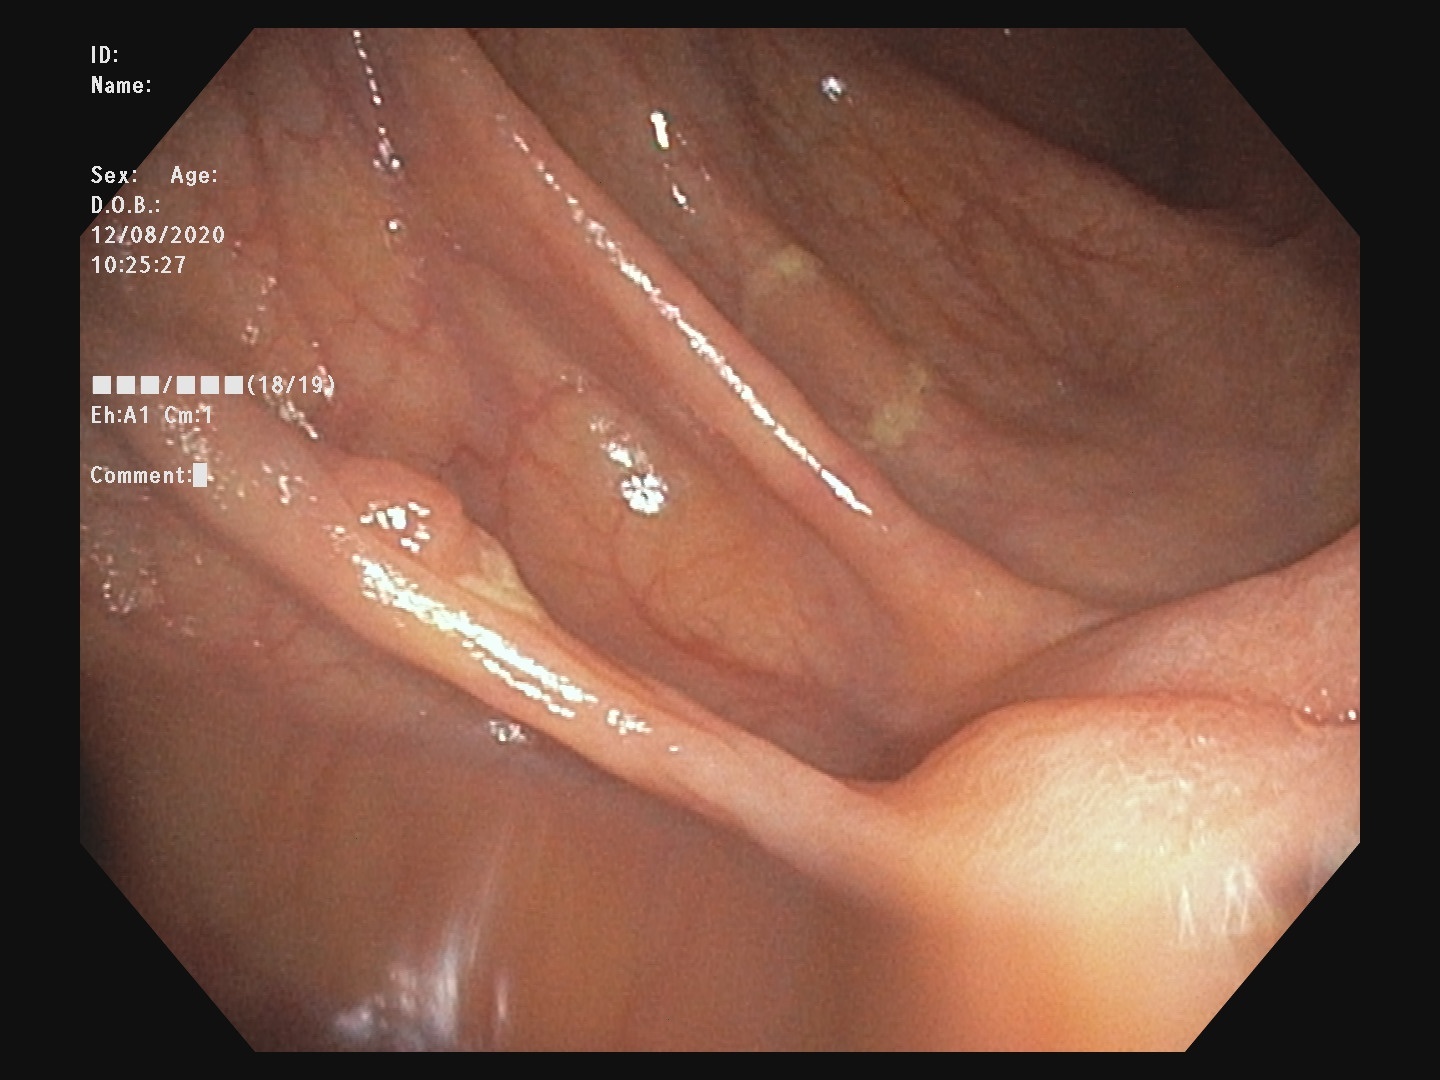 ID:
Name:
Sex: Age:
D.O.B.:
12/08/2020
10:25:27
■■■/■■■(18/19)
Eh:A1 Cm:1
Comment: